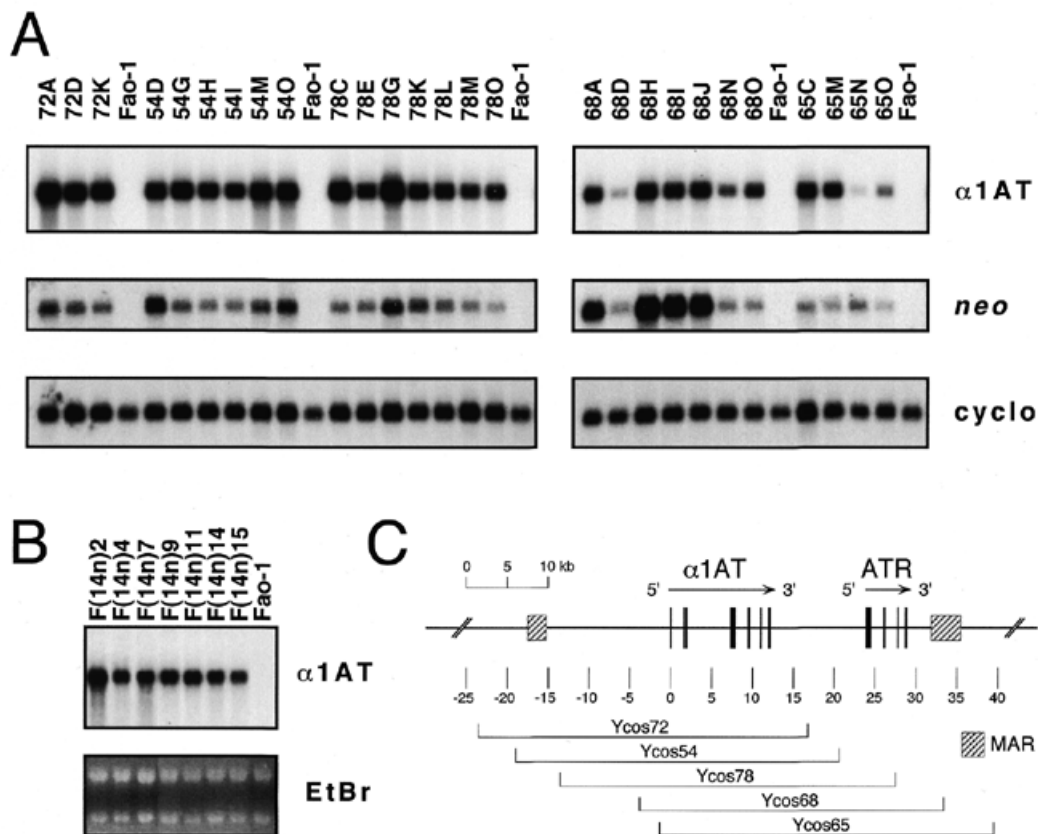 A
72A 72D 72K Fao-1 54D 54G 54H 54I 54M 54O Fao-1 78C 78E 78G 78K 78L 78M 78O Fao-1
68A 68D 68H 68I 68J 68N 68O Fao-1 65C 65M 65N 65O Fao-1
α1AT
neo
cyclo
B
F(14n)2 F(14n)4 F(14n)7 F(14n)9 F(14n)11 F(14n)14 F(14n)15 Fao-1
α1AT
EtBr
C
0 5 10 kb
α1AT ATR
5' 3' 5' 3'
-25 -20 -15 -10 -5 0 5 10 15 20 25 30 35 40
Ycos72
MAR
Ycos54
Ycos78
Ycos68
Ycos65